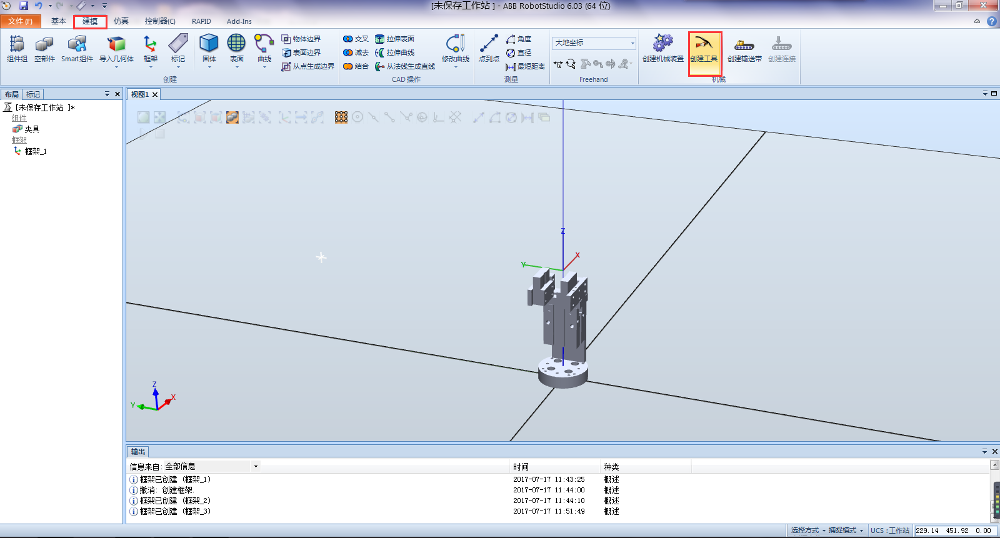 [未保存工作站 ] - ABB RobotStudio 6.03 (64 位)
文件(F) 基本 建模 仿真 控制器(C) RAPID Add-Ins
组件组 空部件 Smart组件 导入几何体 框架 标记 固体 表面 曲线
物体边界
表面边界
从点生成边界
创建
交叉 拉伸表面
减去 拉伸曲线
结合 从法线生成直线
修改曲线
CAD 操作
点到点
角度
直径
最短距离
测量
大地坐标
Freehand
创建机械装置 创建工具 创建输送带 创建连接
机械
布局 标记
[未保存工作站 ]*
组件
夹具
框架
框架_1
视图1
Z
X
Y
Z
X
Y
输出
信息来自: 全部信息 时间 种类
框架已创建 (框架_1) 2017-07-17 11:43:25 概述
撤消: 创建框架. 2017-07-17 11:44:00 概述
框架已创建 (框架_2) 2017-07-17 11:44:10 概述
框架已创建 (框架_3) 2017-07-17 11:51:49 概述
选择方式 捕捉模式 UCS :工作站 229.14 451.92 0.00